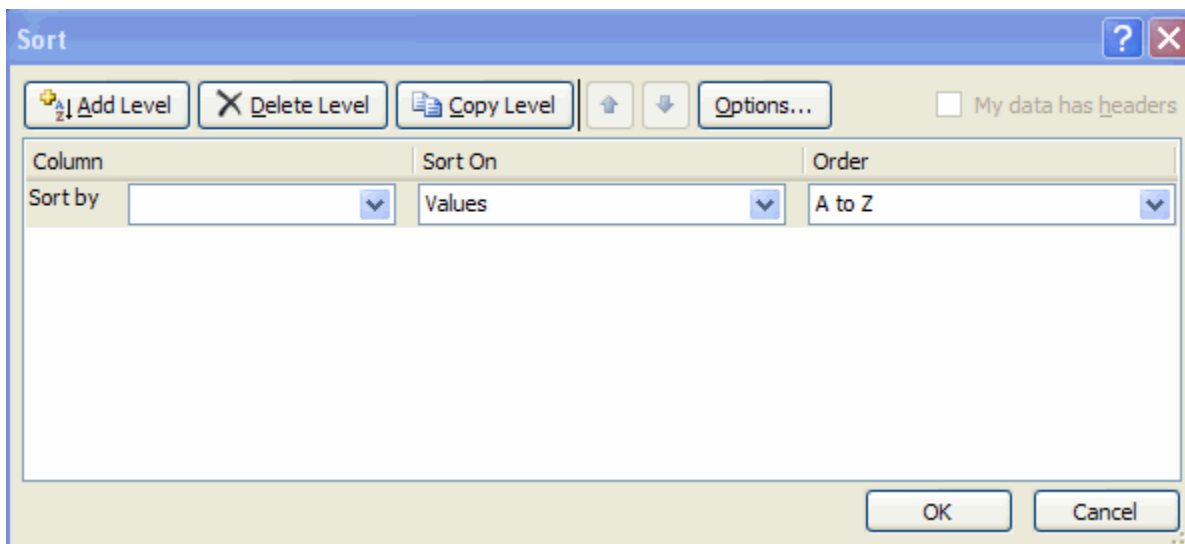 Sort
Add Level Delete Level Copy Level Options... My data has headers
Column Sort On Order
Sort by Values A to Z
OK Cancel